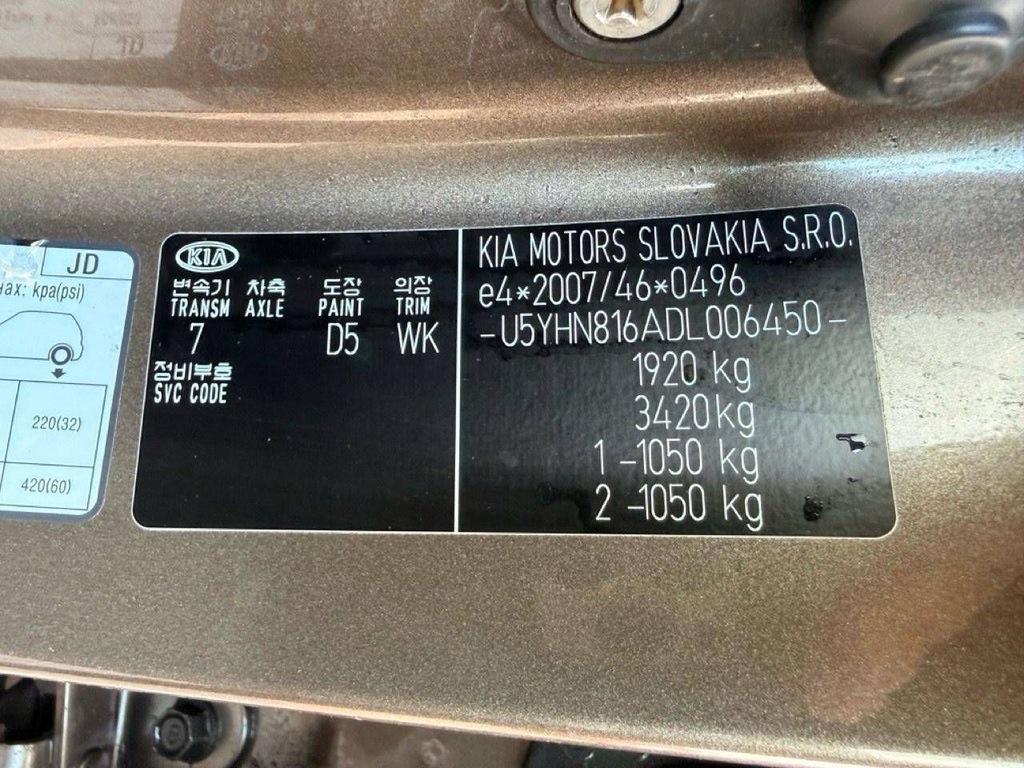 JD
kpa(psi)
220(32)
420(60)
KIA
변속기 차축 도장 의장
TRANSM AXLE PAINT TRIM
7 D5 WK
정비부호
SVC CODE
KIA MOTORS SLOVAKIA S.R.O.
e4*2007/46*0496
-U5YHN816ADL006450-
1920 kg
3420kg
1 -1050 kg
2 -1050 kg